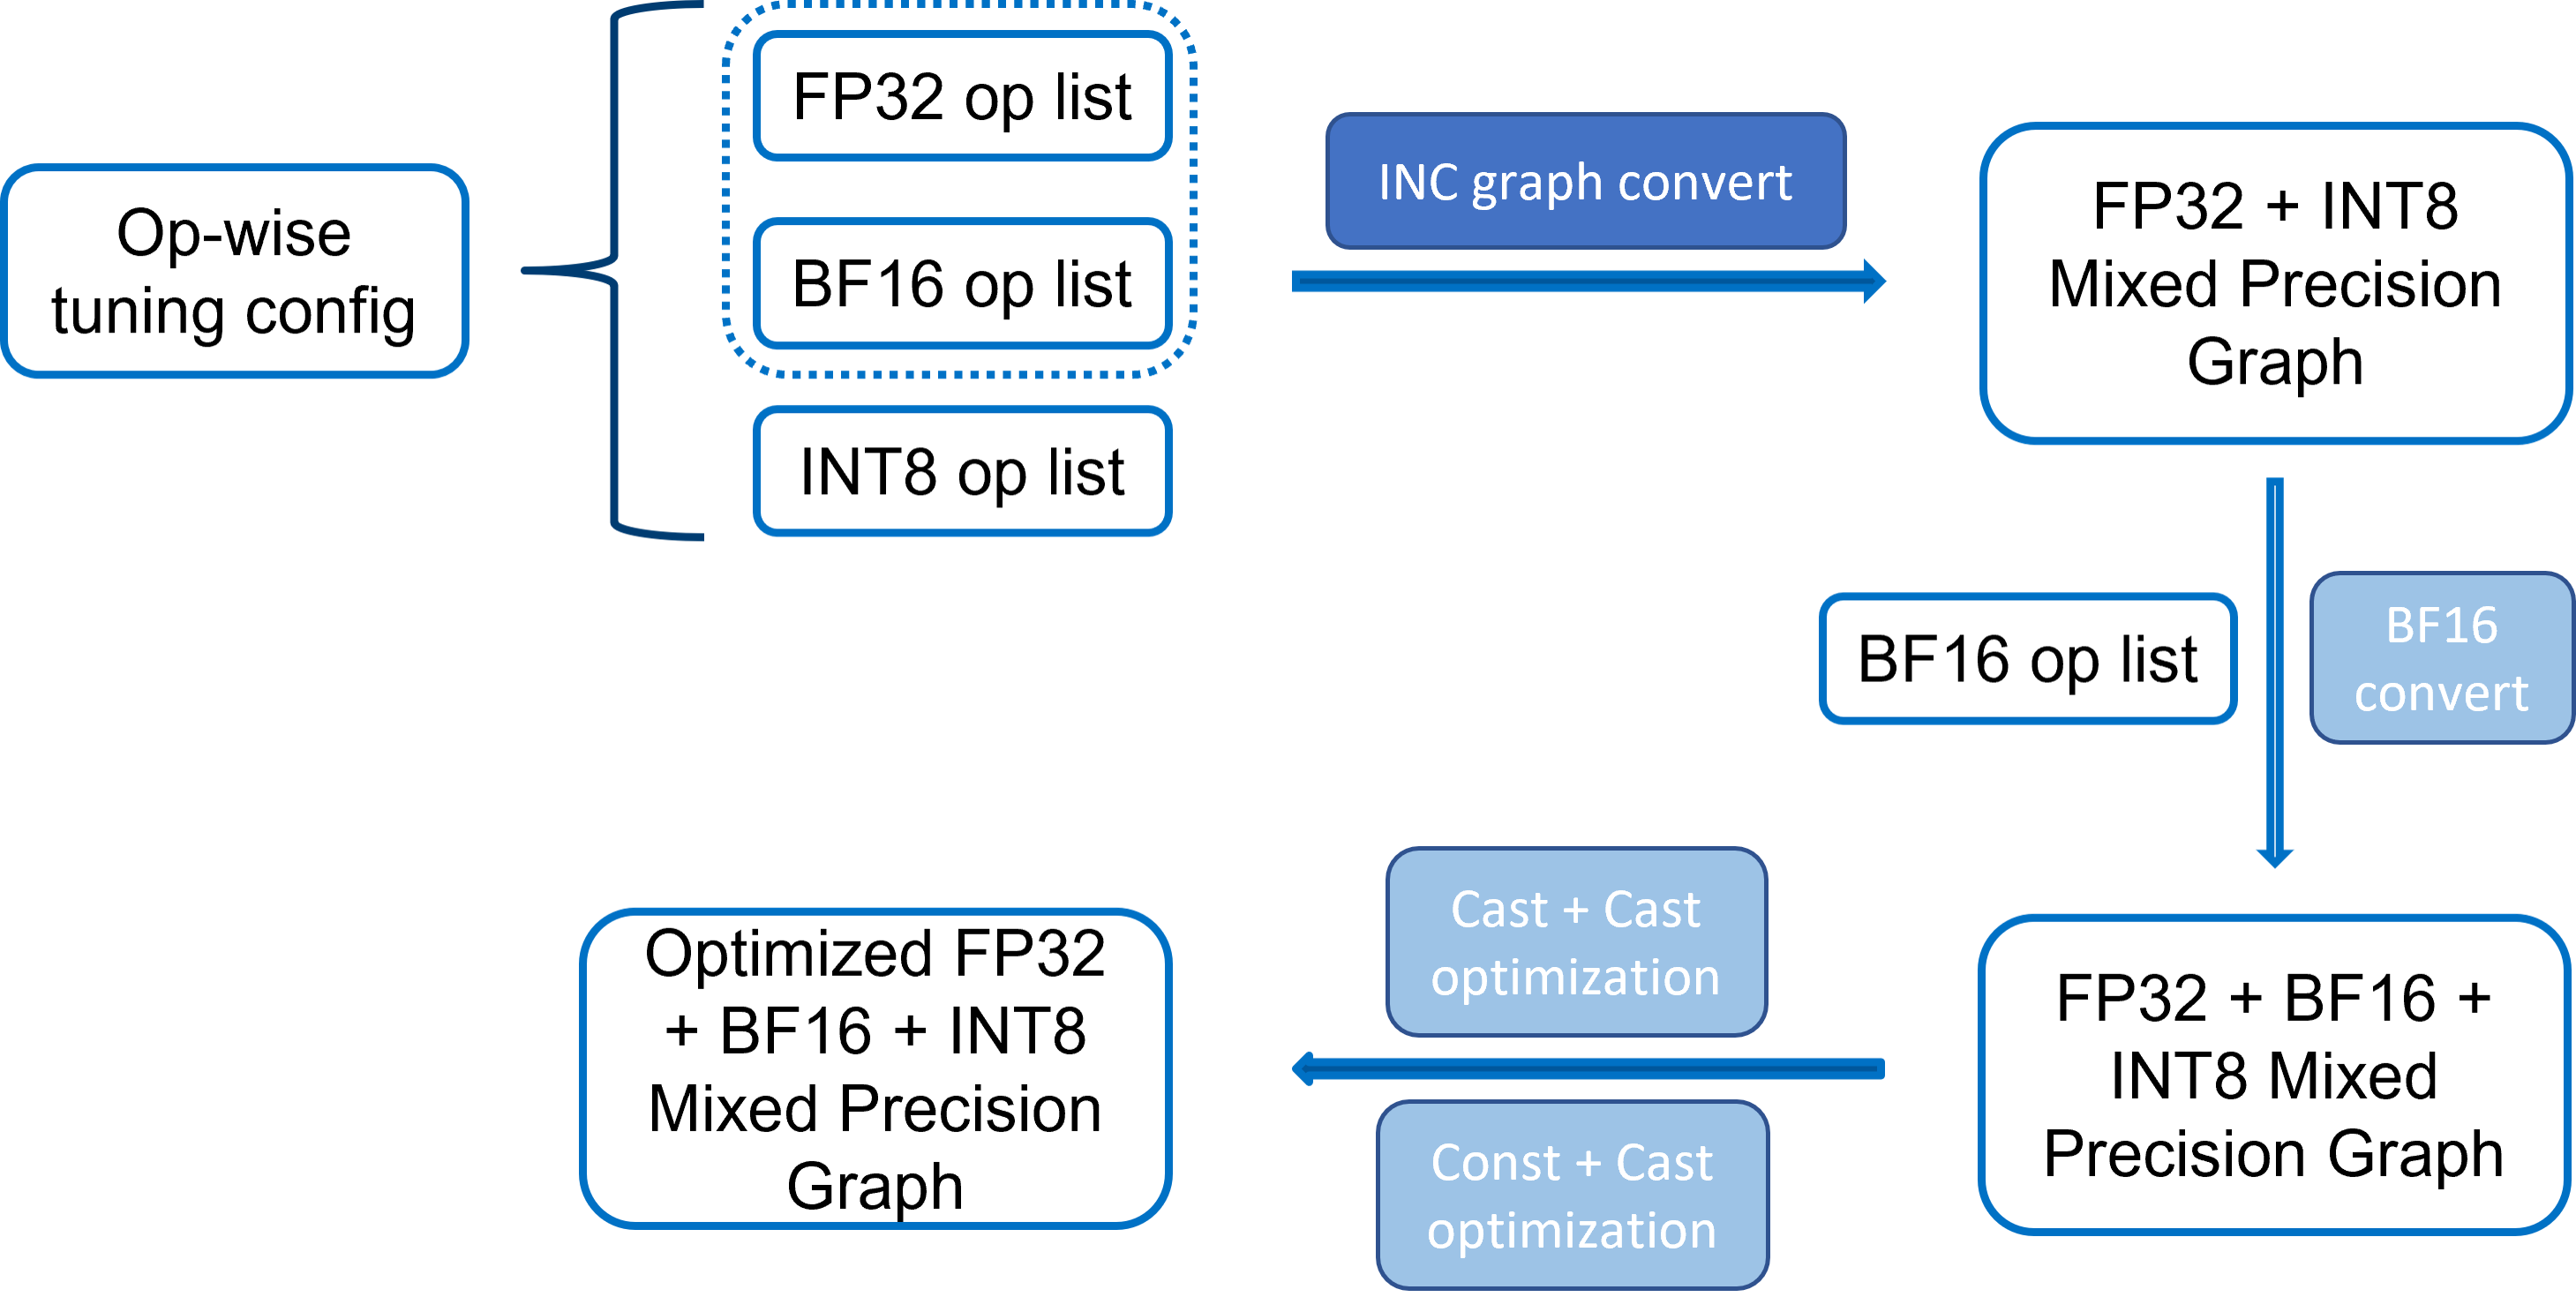 Op-wise
tuning config
FP32 op list
BF16 op list
INT8 op list
INC graph convert
FP32 + INT8
Mixed Precision
Graph
BF16 op list
BF16
convert
FP32 + BF16 +
INT8 Mixed
Precision Graph
Cast + Cast
optimization
Const + Cast
optimization
Optimized FP32
+ BF16 + INT8
Mixed Precision
Graph